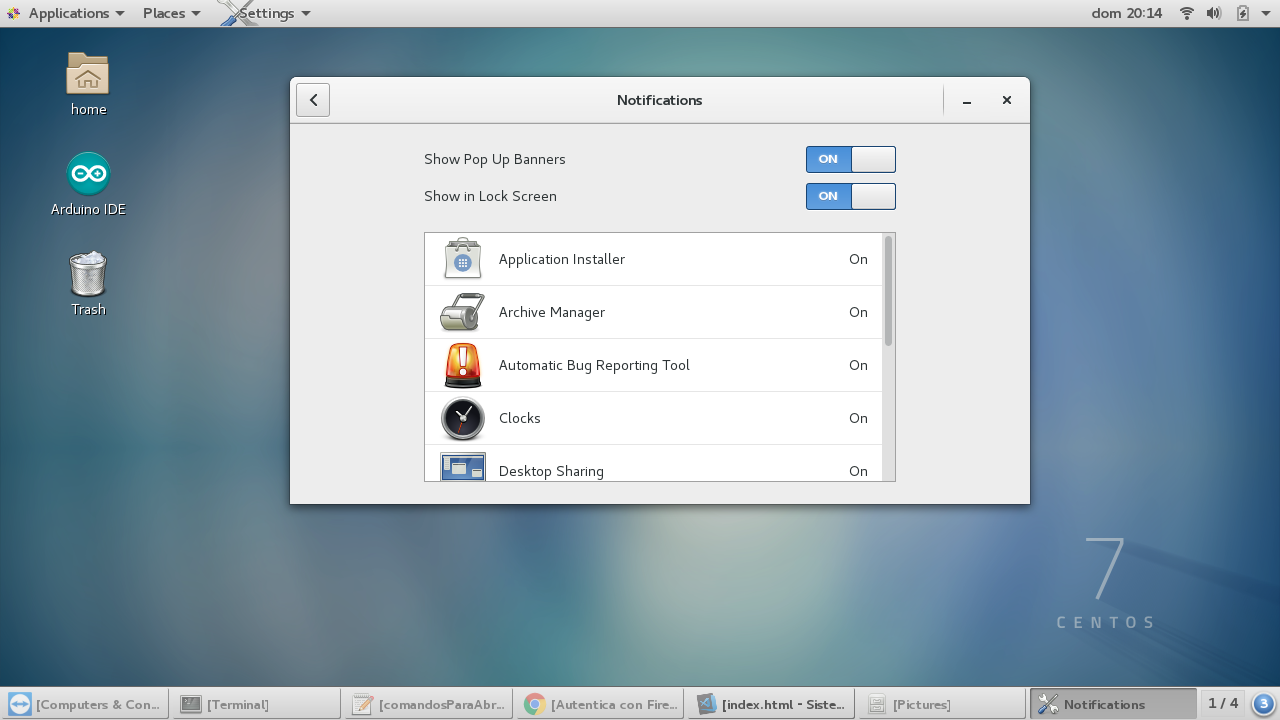 Applications Places Settings dom 20:14
home
Arduino IDE
Trash
Notifications
Show Pop Up Banners ON
Show in Lock Screen ON
Application Installer On
Archive Manager On
Automatic Bug Reporting Tool On
Clocks On
Desktop Sharing On
7
CENTOS
[Computers & Con... [Terminal] [comandosParaAbr... [Autentica con Fire... [index.html - Siste... [Pictures] Notifications 1 / 4 3